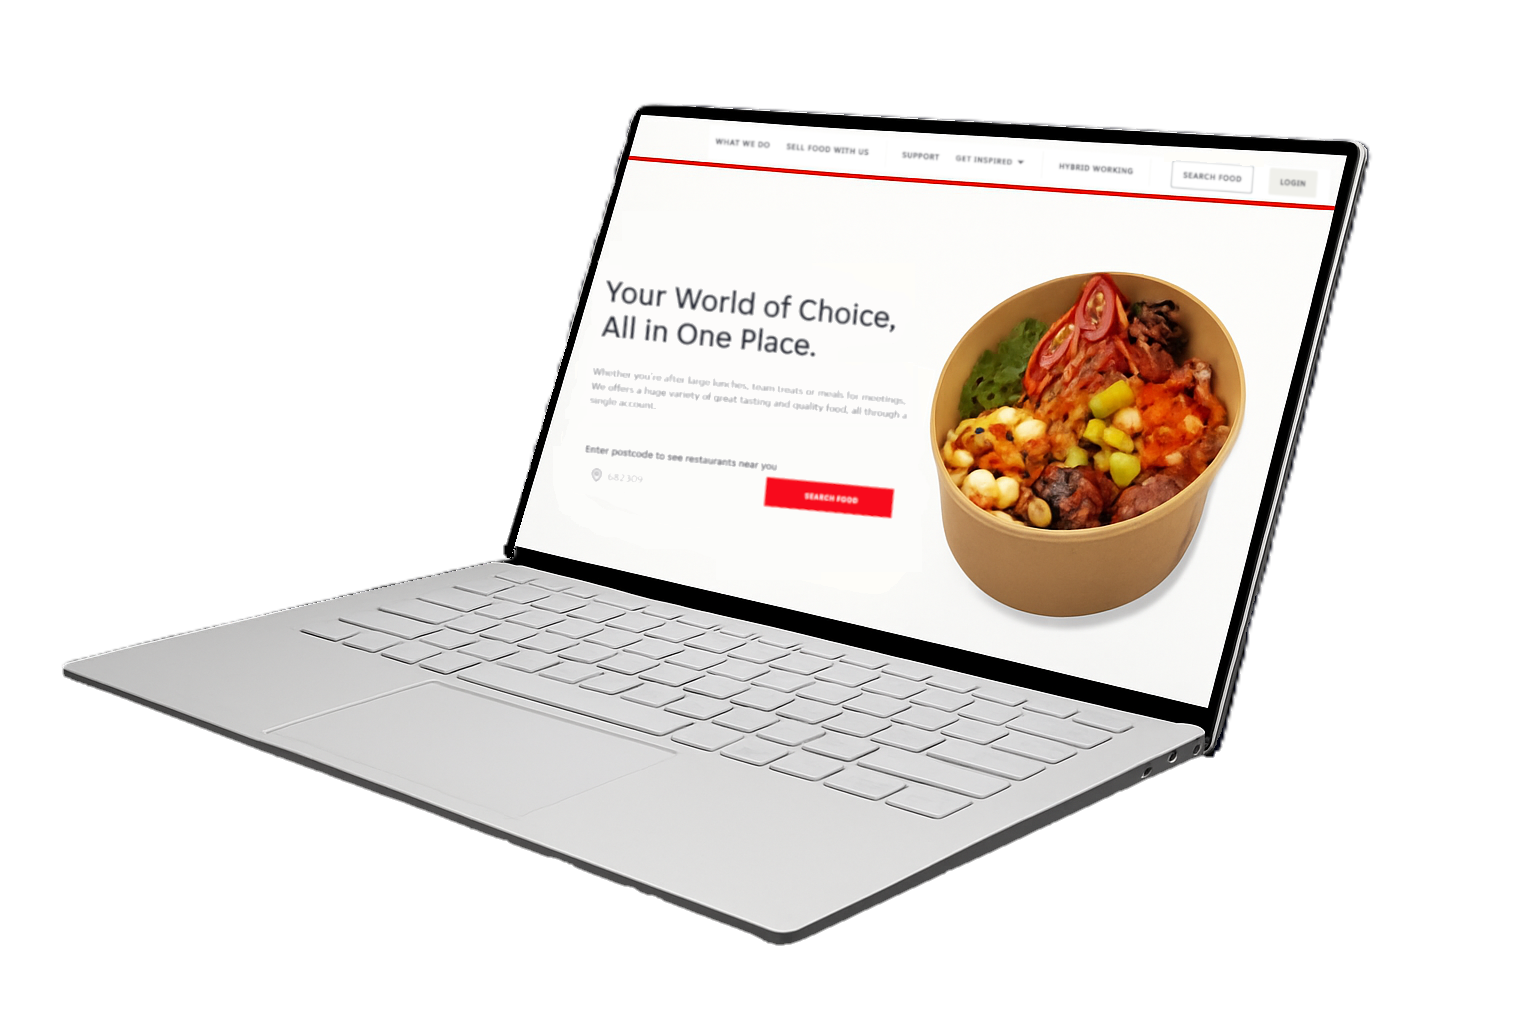 WHAT WE DO SELL FOOD WITH US SUPPORT GET INSPIRED HYBRID WORKING SEARCH FOOD LOGIN
Your World of Choice,
All in One Place.
Whether you're after large lunches, team treats or meals for meetings,
We offers a huge variety of great tasting and quality food, all through a
single account.
Enter postcode to see restaurants near you
682309
SEARCH FOOD